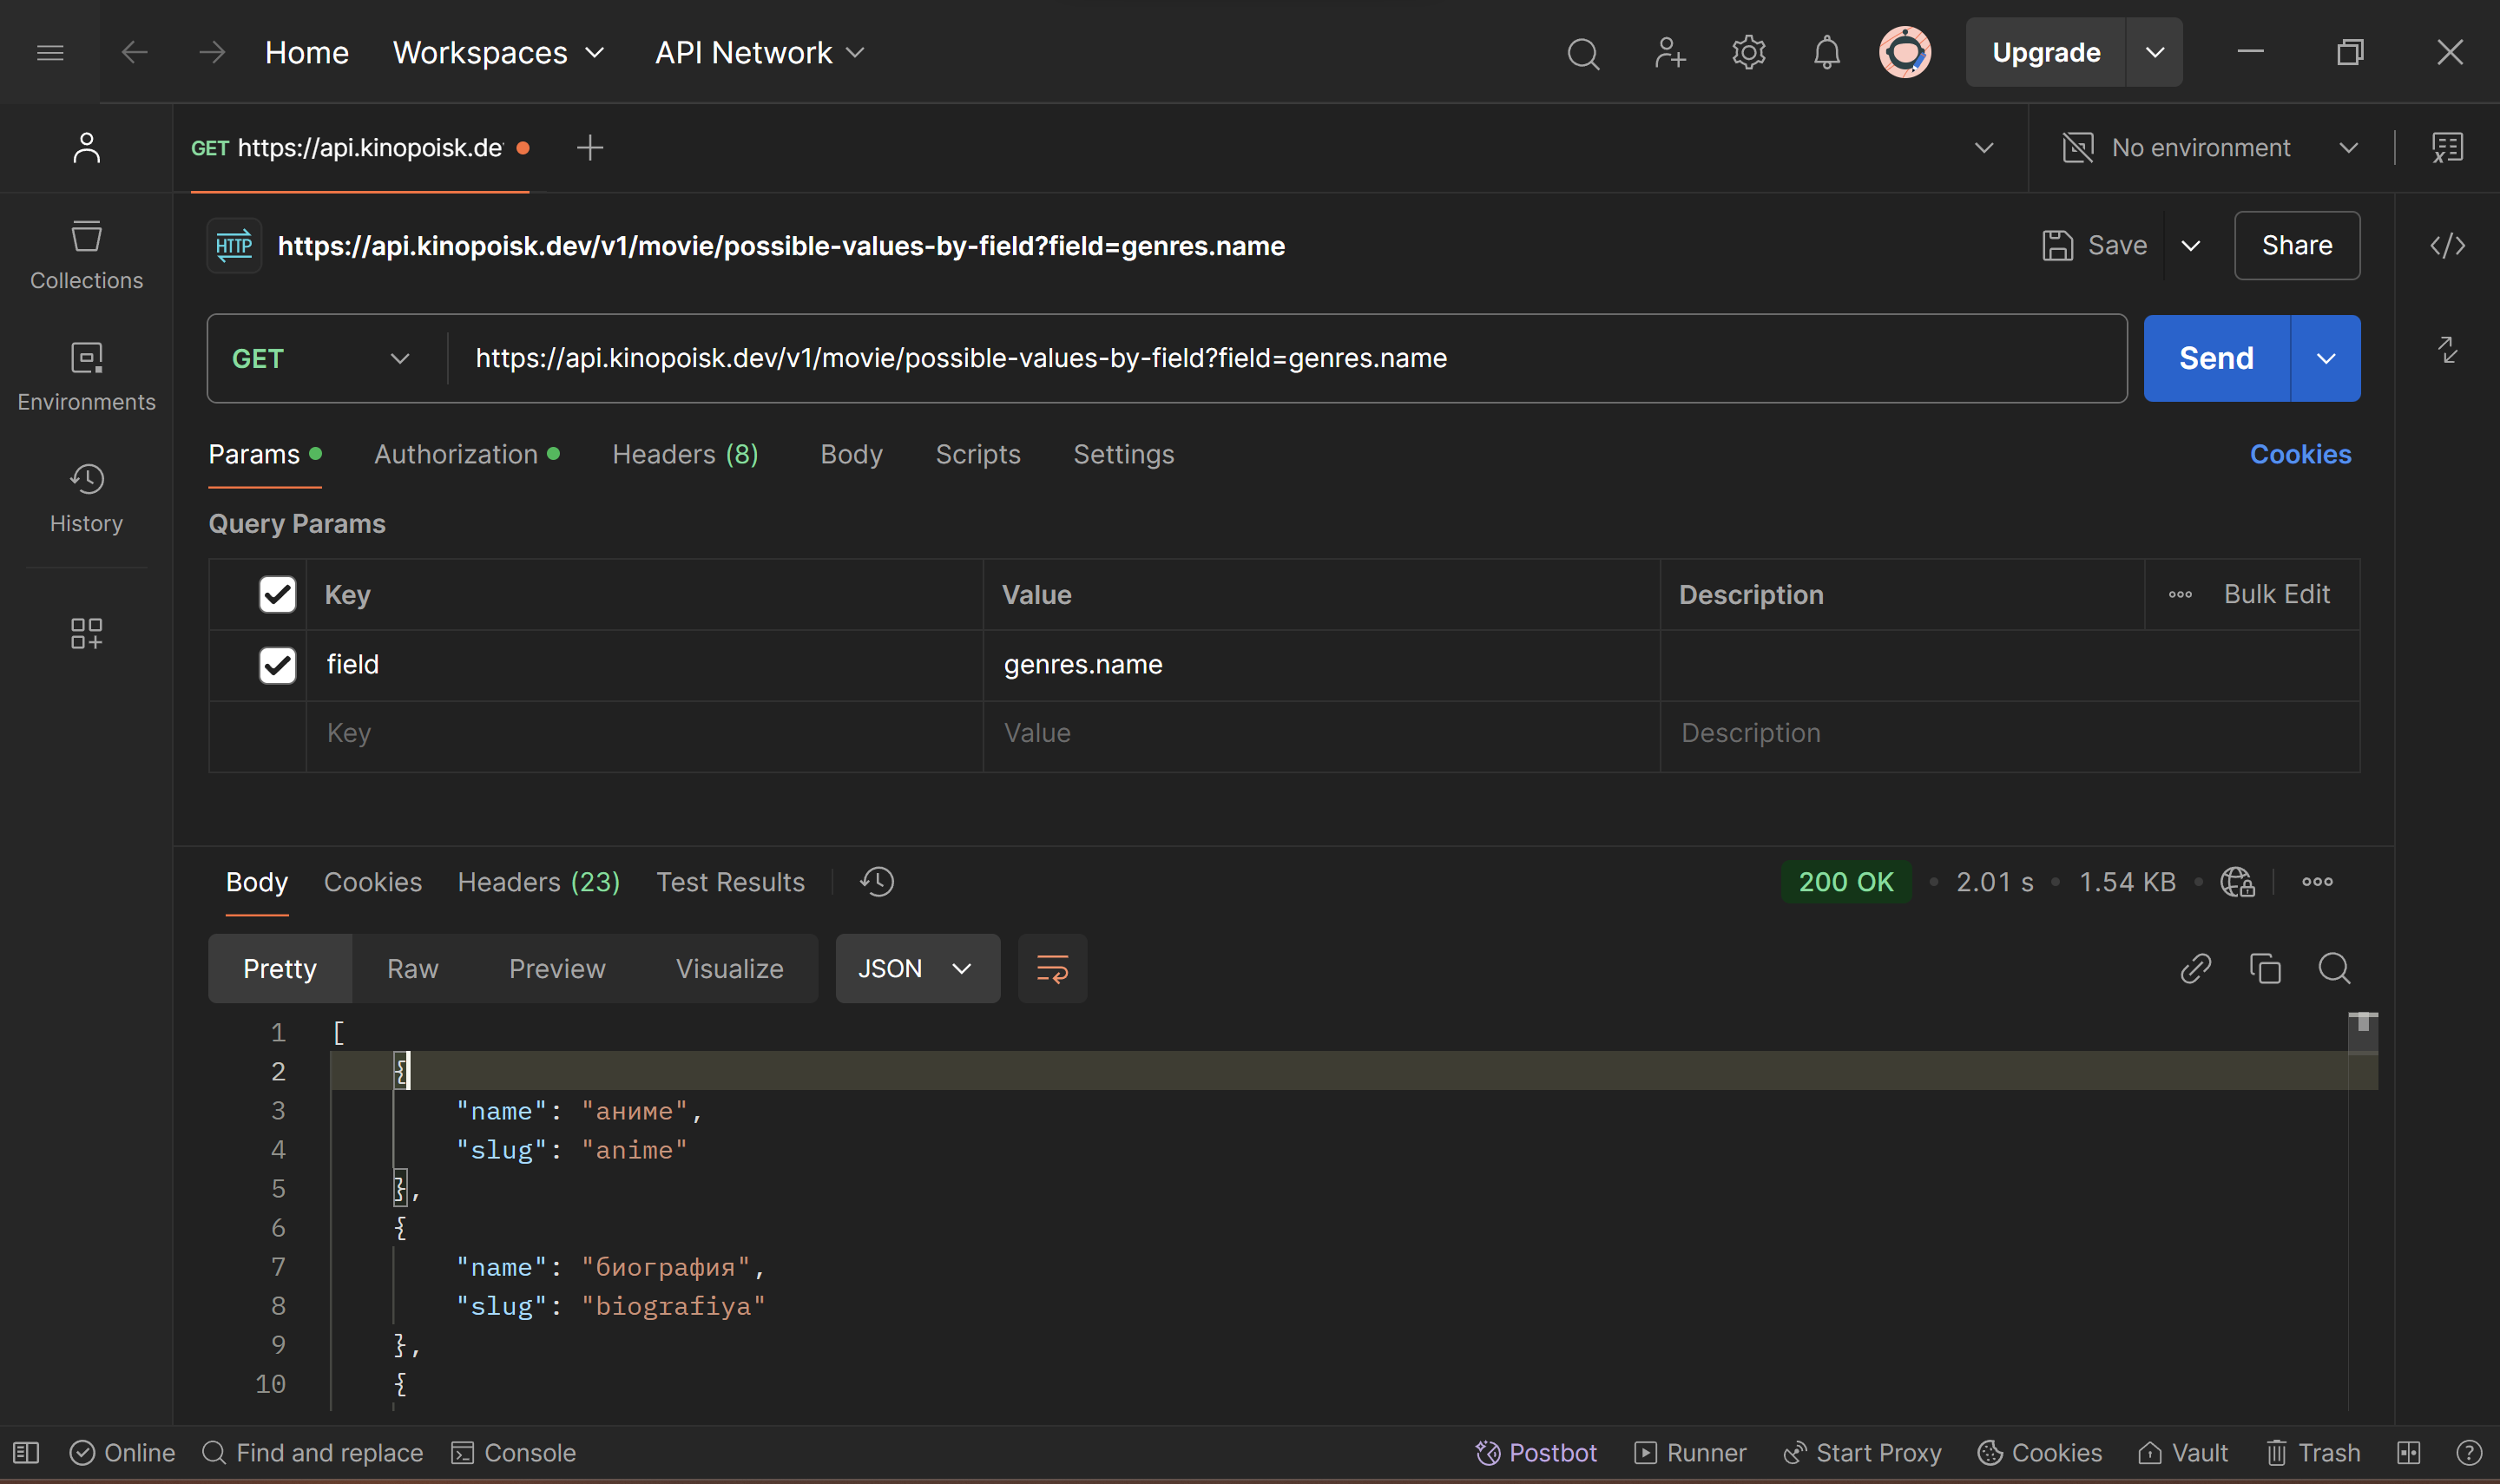 Home Workspaces API Network Upgrade
GET https://api.kinopoisk.de No environment
HTTP https://api.kinopoisk.dev/v1/movie/possible-values-by-field?field=genres.name Save Share
Collections
GET https://api.kinopoisk.dev/v1/movie/possible-values-by-field?field=genres.name Send
Environments
Params Authorization Headers (8) Body Scripts Settings Cookies
History
Query Params
Key Value Description Bulk Edit
field genres.name
Key Value Description
Body Cookies Headers (23) Test Results 200 OK 2.01 s 1.54 KB
Pretty Raw Preview Visualize JSON
1 [
2 {
3 "name": "аниме",
4 "slug": "anime"
5 },
6 {
7 "name": "биография",
8 "slug": "biografiya"
9 },
10 {
Online Find and replace Console Postbot Runner Start Proxy Cookies Vault Trash